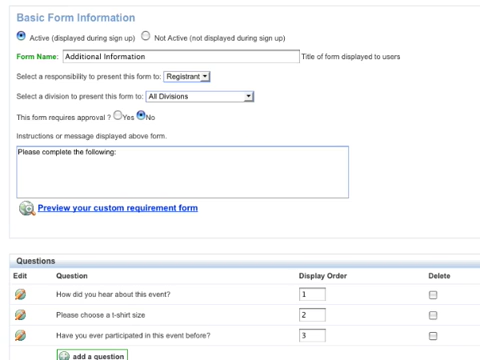 Basic Form Information
Active (displayed during sign up) Not Active (not displayed during sign up)
Form Name: Additional Information Title of form displayed to users
Select a responsibility to present this form to: Registrant
Select a division to present this form to: All Divisions
This form requires approval ? Yes No
Instructions or message displayed above form.
Please complete the following:
Preview your custom requirement form
Questions
Edit Question Display Order Delete
How did you hear about this event? 1
Please choose a t-shirt size 2
Have you ever participated in this event before? 3
add a question